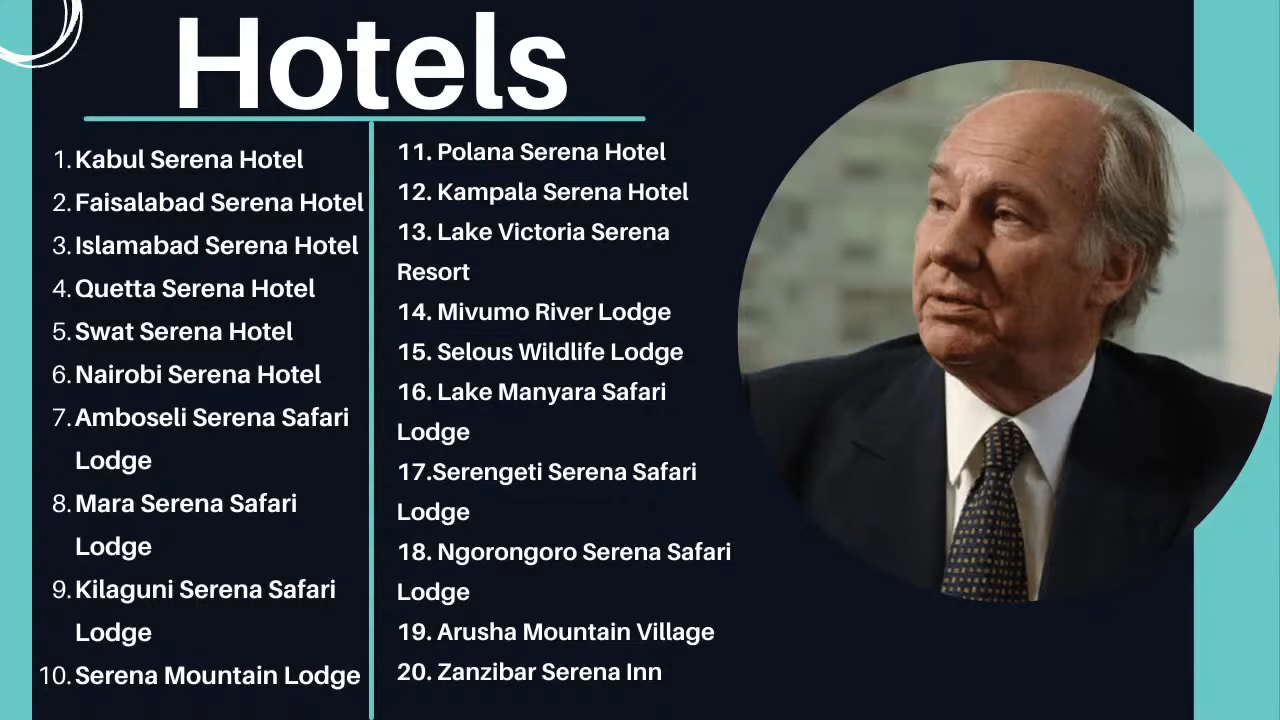 Hotels
1. Kabul Serena Hotel
2. Faisalabad Serena Hotel
3. Islamabad Serena Hotel
4. Quetta Serena Hotel
5. Swat Serena Hotel
6. Nairobi Serena Hotel
7. Amboseli Serena Safari
Lodge
8. Mara Serena Safari
Lodge
9. Kilaguni Serena Safari
Lodge
10. Serena Mountain Lodge
11. Polana Serena Hotel
12. Kampala Serena Hotel
13. Lake Victoria Serena
Resort
14. Mivumo River Lodge
15. Selous Wildlife Lodge
16. Lake Manyara Safari
Lodge
17.Serengeti Serena Safari
Lodge
18. Ngorongoro Serena Safari
Lodge
19. Arusha Mountain Village
20. Zanzibar Serena Inn